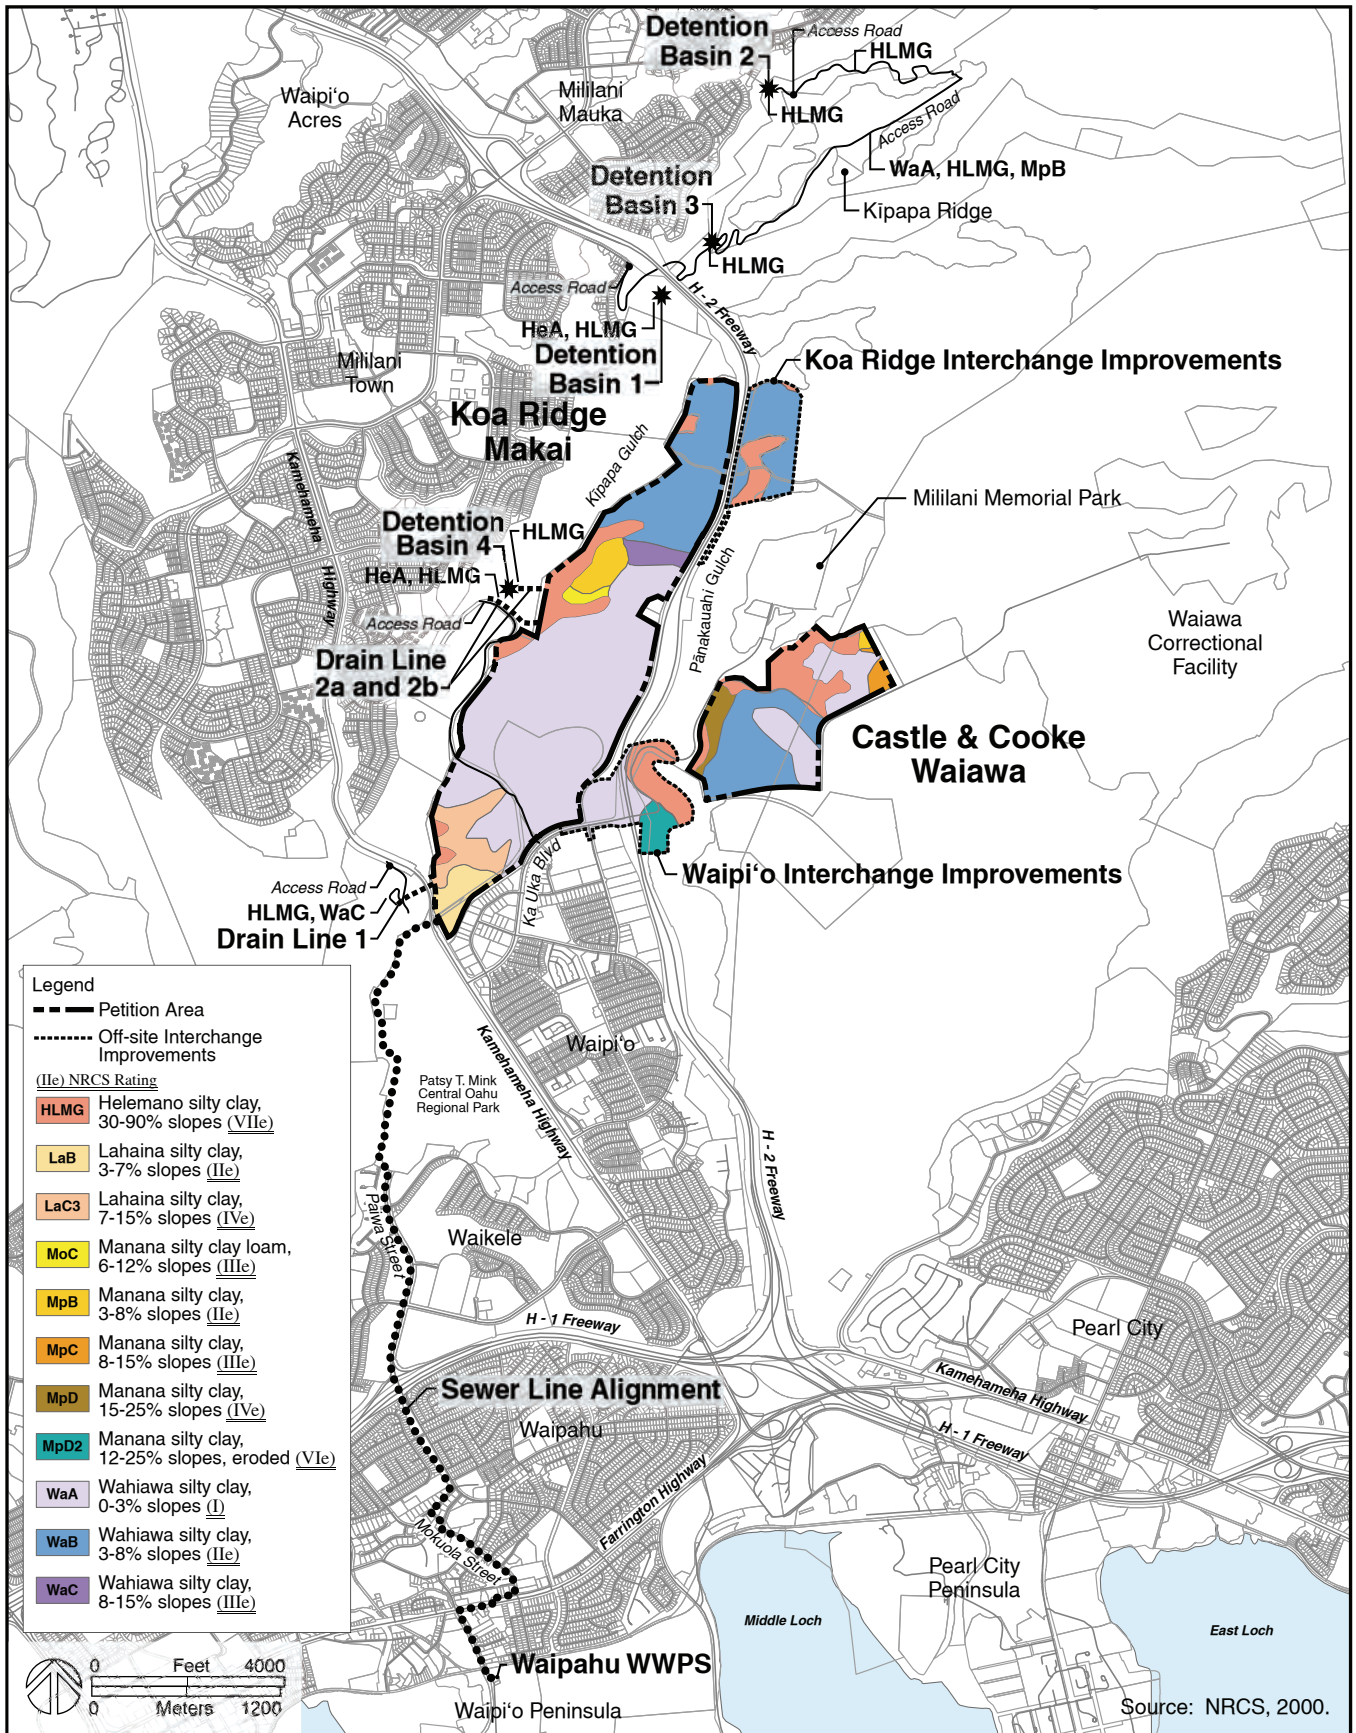 Detention
Basin 2
Access Road
HLMG
Waipi‘o
Acres
Mililani
Mauka
HLMG
Access Road
WaA, HLMG, MpB
Detention
Basin 3
Kīpapa Ridge
HLMG
Access Road
H - 2 Freeway
HeA, HLMG
Detention
Basin 1
Koa Ridge Interchange Improvements
Mililani
Town
Koa Ridge
Makai
Kīpapa Gulch
Kamehameha
Highway
Mililani Memorial Park
Detention
Basin 4
HLMG
HeA, HLMG
Access Road
Pānakauahi Gulch
Waiawa
Correctional
Facility
Drain Line
2a and 2b
Castle & Cooke
Waiawa
Ka Uka Blvd
Waipi‘o Interchange Improvements
Access Road
HLMG, WaC
Drain Line 1
Legend
Petition Area
Off-site Interchange
Improvements
(IIe) NRCS Rating
HLMG Helemano silty clay,
30-90% slopes (VIIe)
LaB Lahaina silty clay,
3-7% slopes (IIe)
LaC3 Lahaina silty clay,
7-15% slopes (IVe)
MoC Manana silty clay loam,
6-12% slopes (IIIe)
MpB Manana silty clay,
3-8% slopes (IIe)
MpC Manana silty clay,
8-15% slopes (IIIe)
MpD Manana silty clay,
15-25% slopes (IVe)
MpD2 Manana silty clay,
12-25% slopes, eroded (VIe)
WaA Wahiawa silty clay,
0-3% slopes (I)
WaB Wahiawa silty clay,
3-8% slopes (IIe)
WaC Wahiawa silty clay,
8-15% slopes (IIIe)
Kamehameha Highway
Waipi‘o
Patsy T. Mink
Central Oahu
Regional Park
H - 2 Freeway
Paiwa Street
Waikele
H - 1 Freeway
Pearl City
Sewer Line Alignment
Kamehameha Highway
Waipahu
H - 1 Freeway
Farrington Highway
Mokuola Street
Pearl City
Peninsula
Middle Loch
East Loch
Waipahu WWPS
Waipi‘o Peninsula
0 Feet 4000
0 Meters 1200
Source: NRCS, 2000.